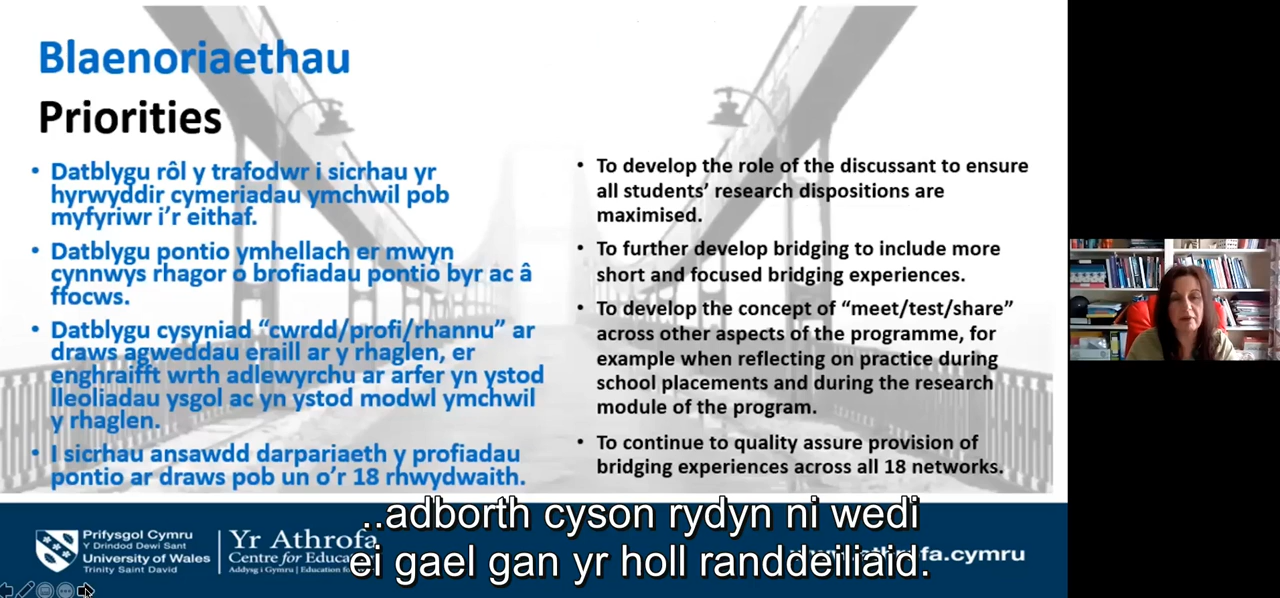 Blaenoriaethau
Priorities
• Datblygu rôl y trafodwr i sicrhau yr
hyrwyddir cymeriadau ymchwil pob
myfyriwr i'r eithaf.
• Datblygu pontio ymhellach er mwyn
cynnwys rhagor o brofiadau pontio byr ac â
ffocws.
• Datblygu cysyniad "cwrdd/profi/rhannu" ar
draws agweddau eraill ar y rhaglen, er
enghraifft wrth adlewyrchu ar arfer yn ystod
lleoliadau ysgol ac yn ystod modwl ymchwil
y rhaglen.
• I sicrhau ansawdd darpariaeth y profiadau
pontio ar draws pob un o'r 18 rhwydwaith.
• To develop the role of the discussant to ensure
all students' research dispositions are
maximised.
• To further develop bridging to include more
short and focused bridging experiences.
• To develop the concept of "meet/test/share"
across other aspects of the programme, for
example when reflecting on practice during
school placements and during the research
module of the program.
• To continue to quality assure provision of
bridging experiences across all 18 networks.
..adborth cyson rydyn ni wedi
ei gael gan yr holl randdeiliaid.
Prifysgol Cymru
Y Drindod Dewi Sant
University of Wales
Trinity Saint David
Yr Athrofa
Centre for
Addysg i Gymru | Education